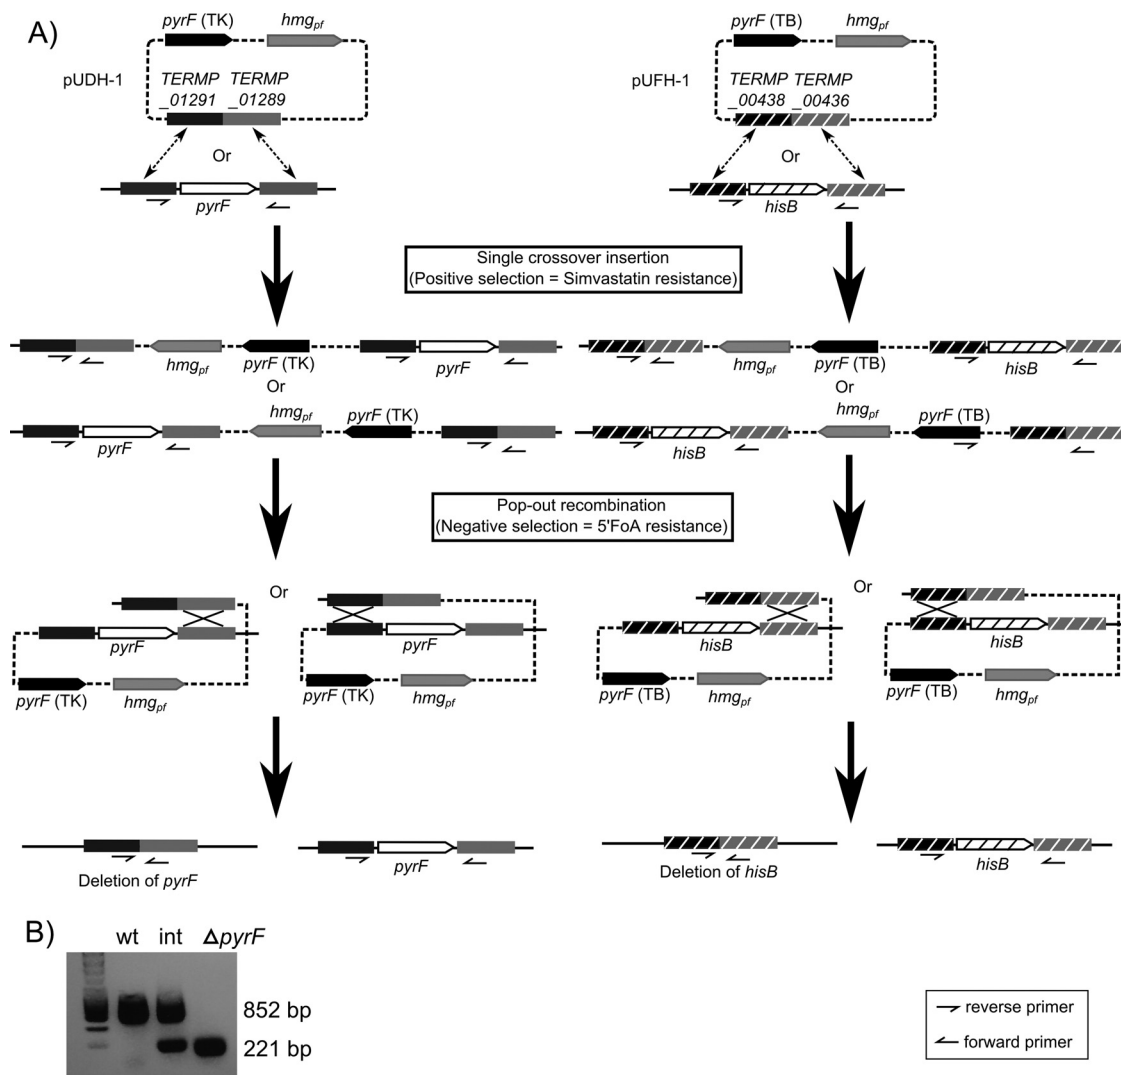 A)
pyrF (TK)
hmgpf
pUDH-1
TERMP TERMP
_01291 _01289
Or
pyrF
pyrF (TB)
hmgpf
pUFH-1
TERMP TERMP
_00438 _00436
Or
hisB
Single crossover insertion
(Positive selection = Simvastatin resistance)
hmgpf
pyrF (TK)
pyrF
hmgpf
pyrF (TB)
hisB
Or
Or
pyrF
hmgpf
pyrF (TK)
hisB
hmgpf
pyrF (TB)
Pop-out recombination
(Negative selection = 5'FoA resistance)
Or
pyrF
pyrF (TK)
hmgpf
pyrF
pyrF (TK)
hmgpf
Or
hisB
pyrF (TB)
hmgpf
hisB
pyrF (TB)
hmgpf
Deletion of pyrF
pyrF
Deletion of hisB
hisB
B)
wt int ΔpyrF
852 bp
221 bp
reverse primer
forward primer